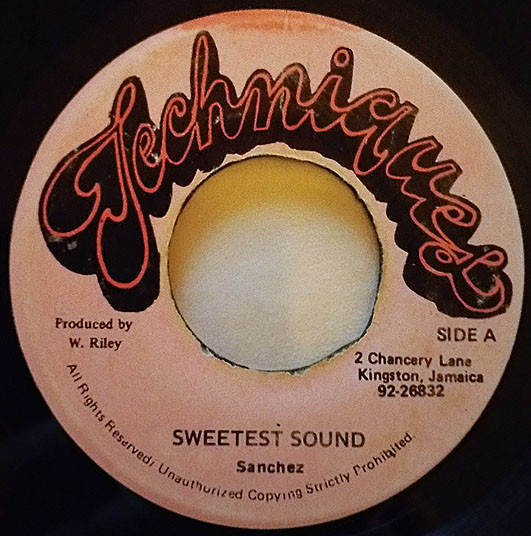 Techniques
Produced by
W. Riley
SIDE A
2 Chancery Lane
Kingston, Jamaica
92-26832
SWEETEST SOUND
Sanchez
All Rights Reserved; Unauthorized Copying Strictly Prohibited.